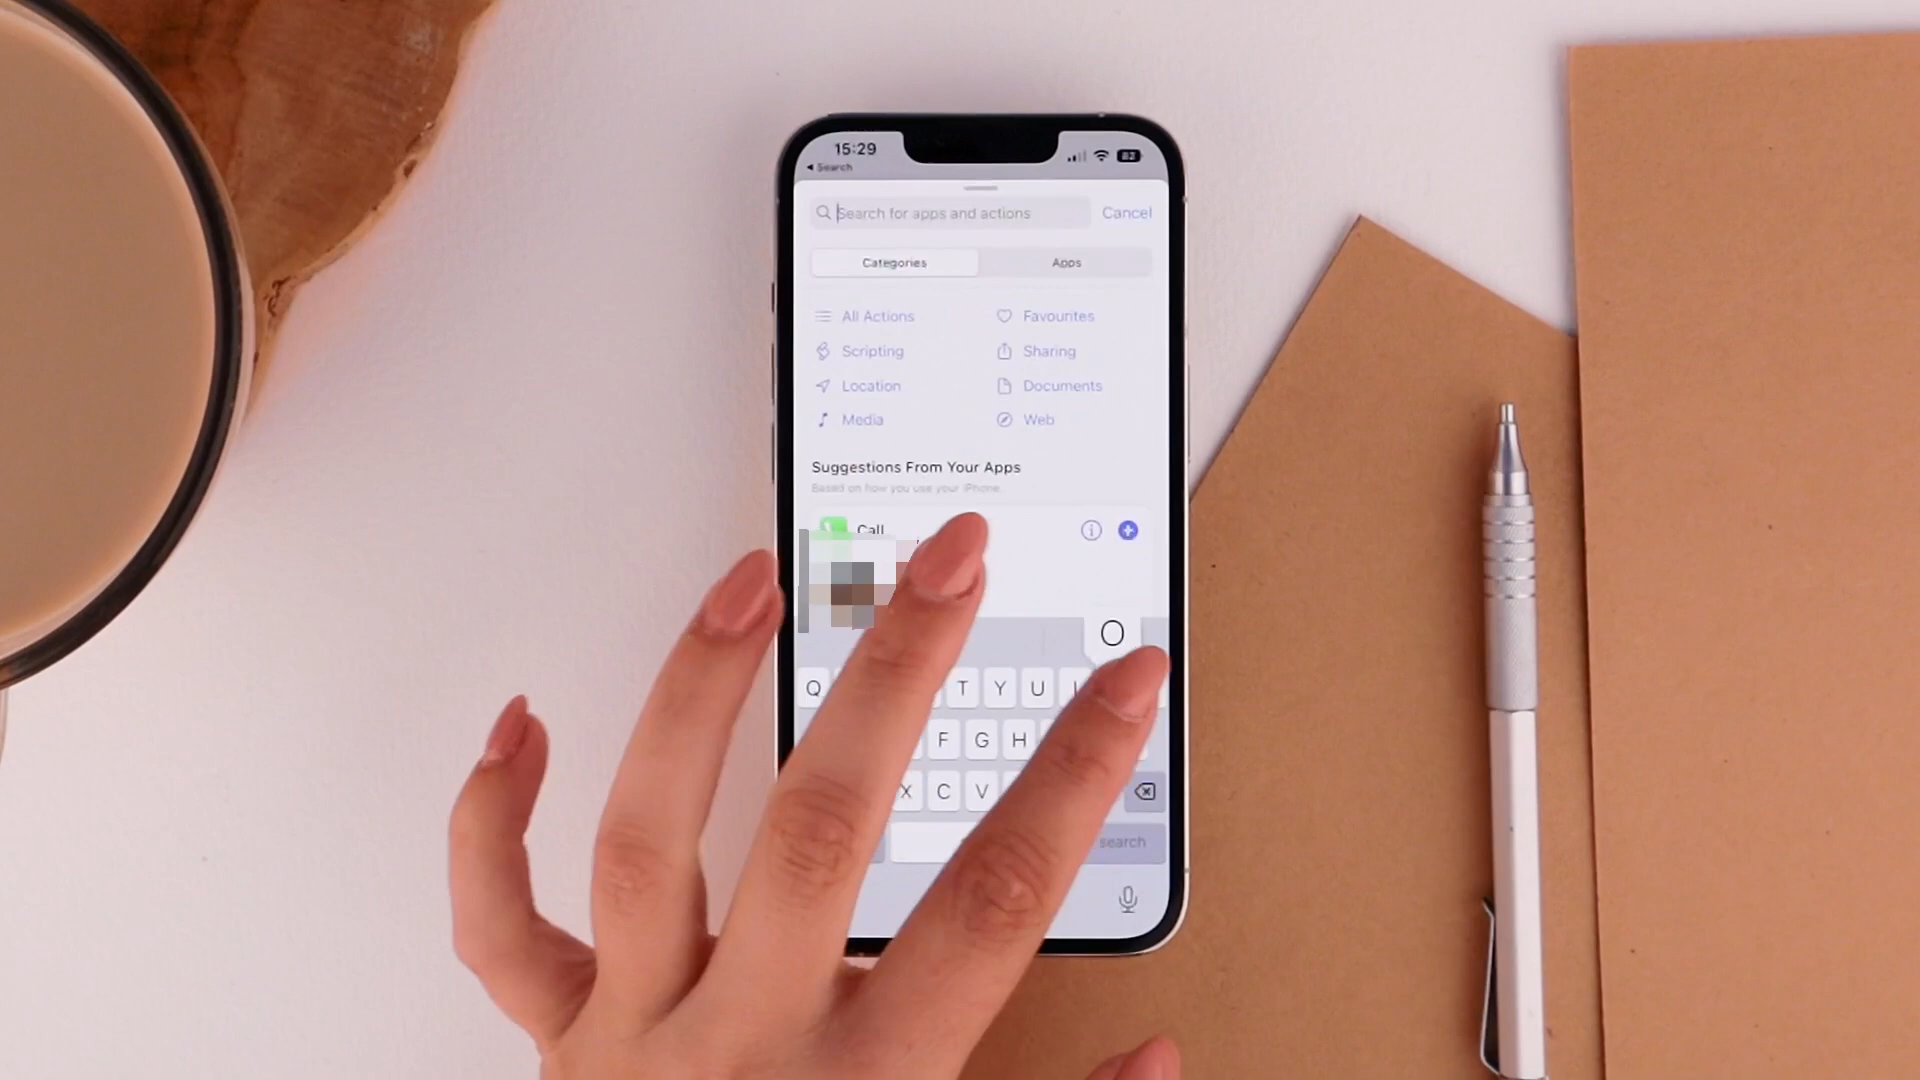 15:29
Search
82
Search for apps and actions
Cancel
Categories
Apps
All Actions
Favourites
Scripting
Sharing
Location
Documents
Media
Web
Suggestions From Your Apps
Based on how you use your iPhone.
Call
O
Q T Y U I
F G H
X C V
search